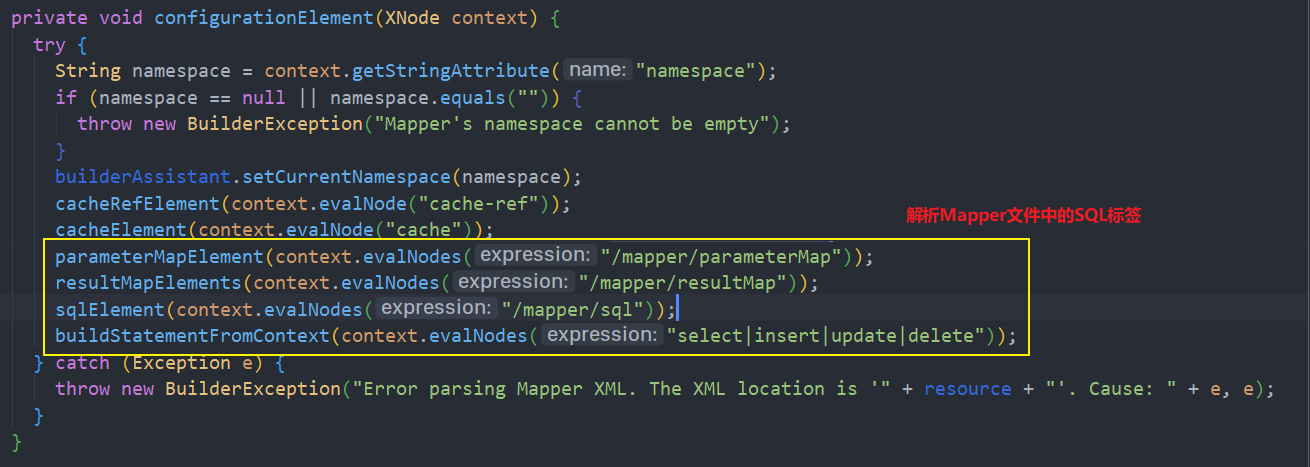 private void configurationElement(XNode context) {
try {
String namespace = context.getStringAttribute( name: "namespace");
if (namespace == null || namespace.equals("")) {
throw new BuilderException("Mapper's namespace cannot be empty");
}
builderAssistant.setCurrentNamespace(namespace);
cacheRefElement(context.evalNode("cache-ref"));
解析Mapper文件中的SQL标签
cacheElement(context.evalNode("cache"));
parameterMapElement(context.evalNodes( expression: "/mapper/parameterMap"));
resultMapElements(context.evalNodes( expression: "/mapper/resultMap"));
sqlElement(context.evalNodes( expression: "/mapper/sql"));
buildStatementFromContext(context.evalNodes( expression: "select|insert|update|delete"));
} catch (Exception e) {
throw new BuilderException("Error parsing Mapper XML. The XML location is '" + resource + "'. Cause: " + e, e);
}
}